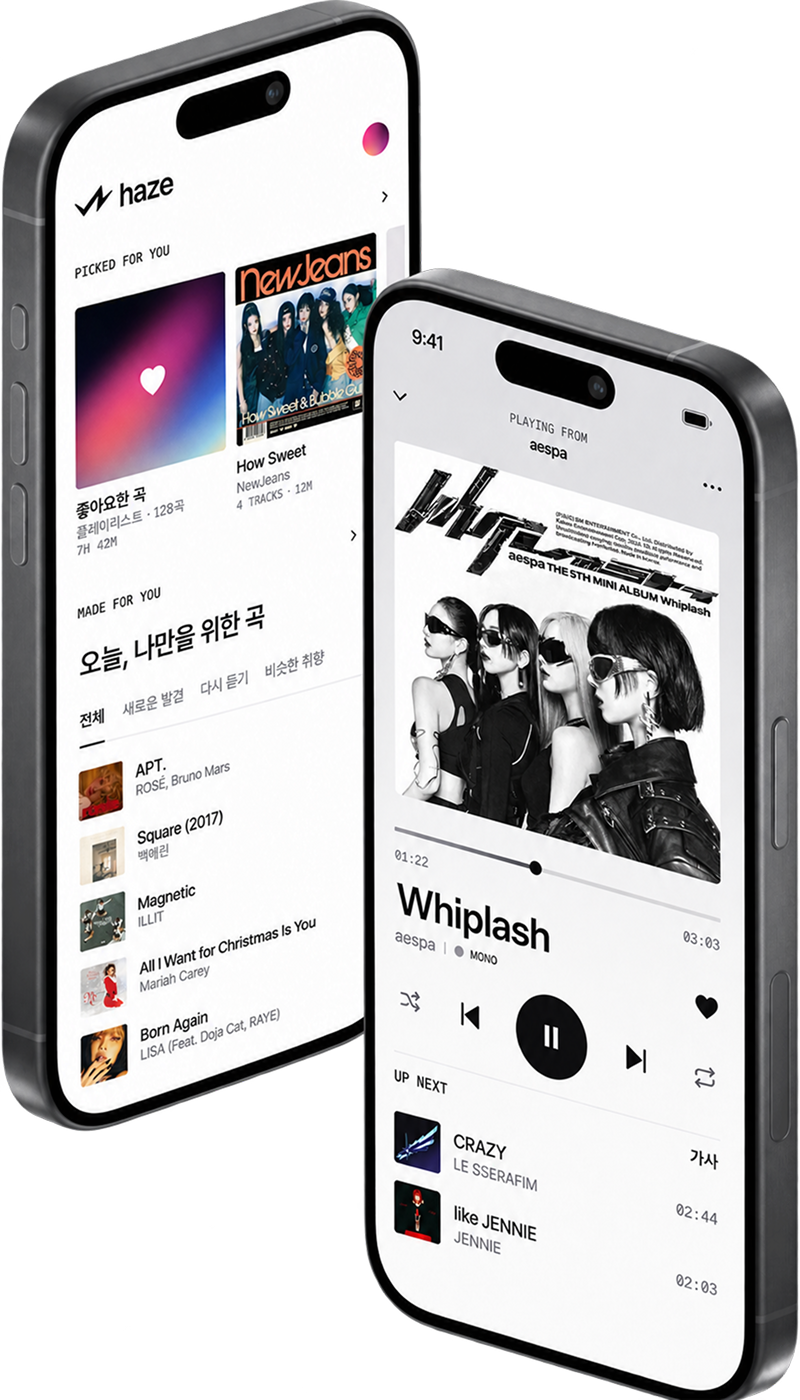 haze
PICKED FOR YOU
NewJeans
How Sweet & Bubble Gu
좋아요한 곡
플레이리스트 · 128곡
7H 42M
How Sweet
NewJeans
4 TRACKS · 12M
MADE FOR YOU
오늘, 나만을 위한 곡
전체 새로운 발견 다시 듣기 비슷한 취향
APT.
ROSÉ, Bruno Mars
Square (2017)
백예린
Magnetic
ILLIT
All I Want for Christmas Is You
Mariah Carey
Born Again
LISA (Feat. Doja Cat, RAYE)
9:41
PLAYING FROM
aespa
Whiplash
aespa THE 5TH MINI ALBUM Whiplash
01:22
03:03
Whiplash
aespa | MONO
UP NEXT
가사
CRAZY
LE SSERAFIM
02:44
like JENNIE
JENNIE
02:03